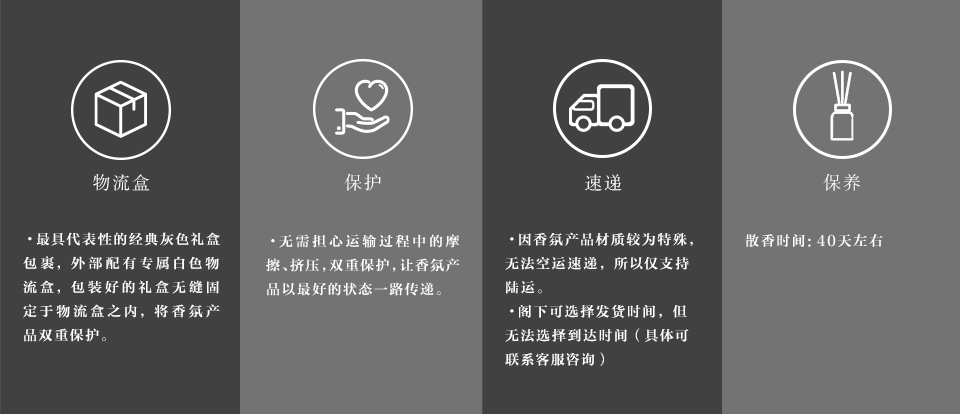 物流盒
·最具代表性的经典灰色礼盒
包裹，外部配有专属白色物
流盒，包装好的礼盒无缝固
定于物流盒之内，将香氛产
品双重保护。
保护
·无需担心运输过程中的摩
擦、挤压，双重保护，让香氛产
品以最好的状态一路传递。
速递
·因香氛产品材质较为特殊，
无法空运速递，所以仅支持
陆运。
·阁下可选择发货时间，但
无法选择到达时间（具体可
联系客服咨询）
保养
散香时间：40天左右